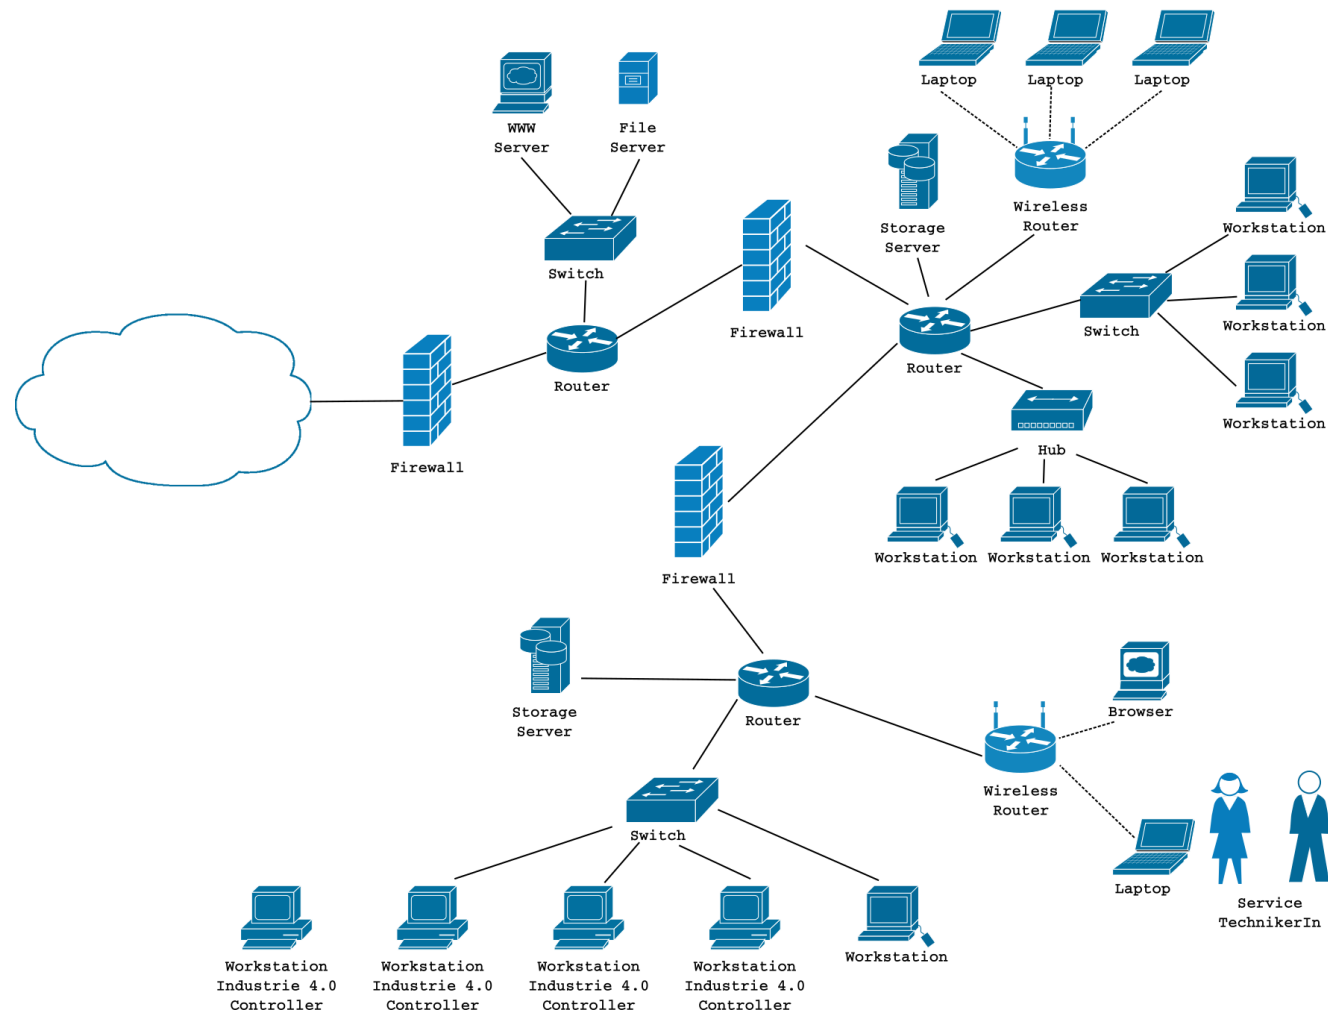 Laptop
Laptop
Laptop
WWW
Server
File
Server
Wireless
Router
Storage
Server
Workstation
Switch
Firewall
Switch
Workstation
Router
Router
Workstation
Firewall
Hub
Workstation
Workstation
Workstation
Firewall
Storage
Server
Router
Browser
Wireless
Router
Switch
Laptop
Service
TechnikerIn
Workstation
Workstation
Industrie 4.0
Controller
Workstation
Industrie 4.0
Controller
Workstation
Industrie 4.0
Controller
Workstation
Industrie 4.0
Controller